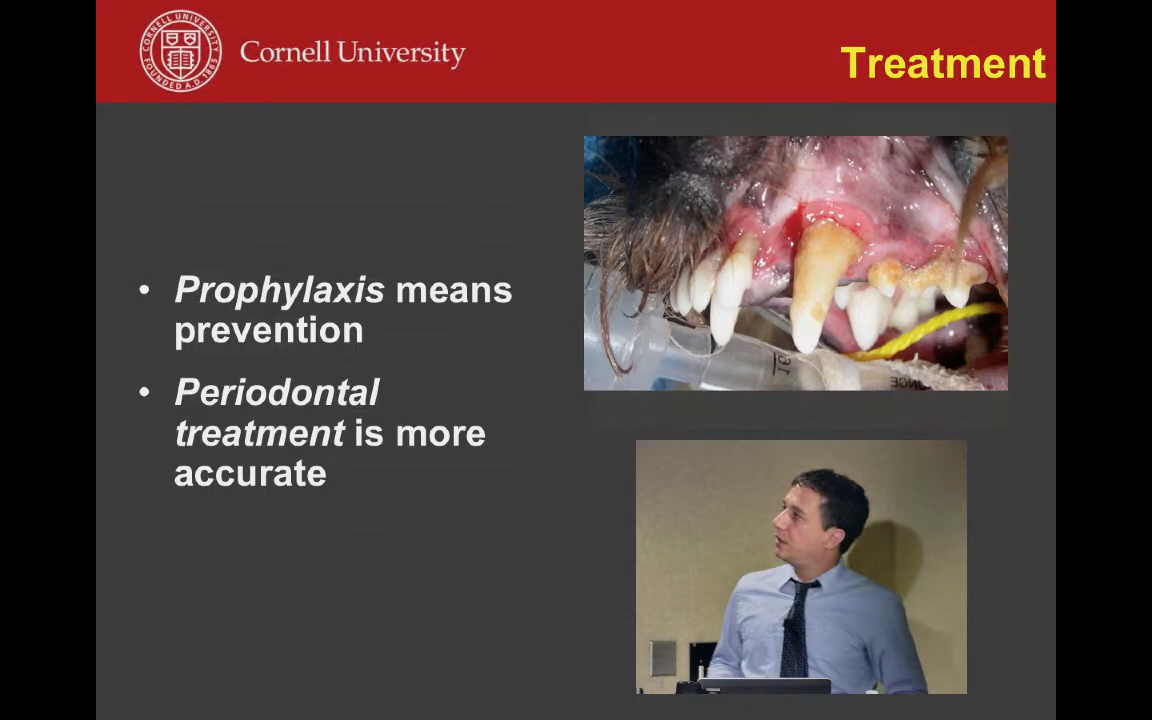 Cornell University
Treatment
• Prophylaxis means
prevention
• Periodontal
treatment is more
accurate